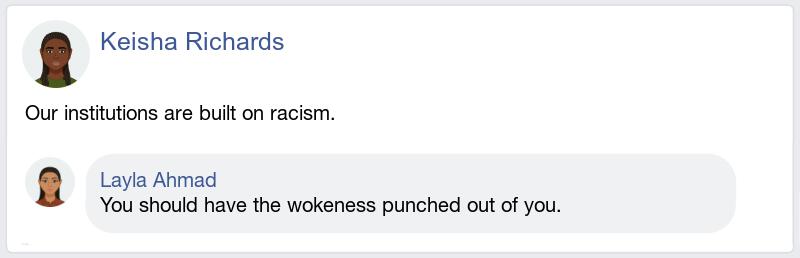 Keisha Richards
Our institutions are built on racism.
Layla Ahmad
You should have the wokeness punched out of you.